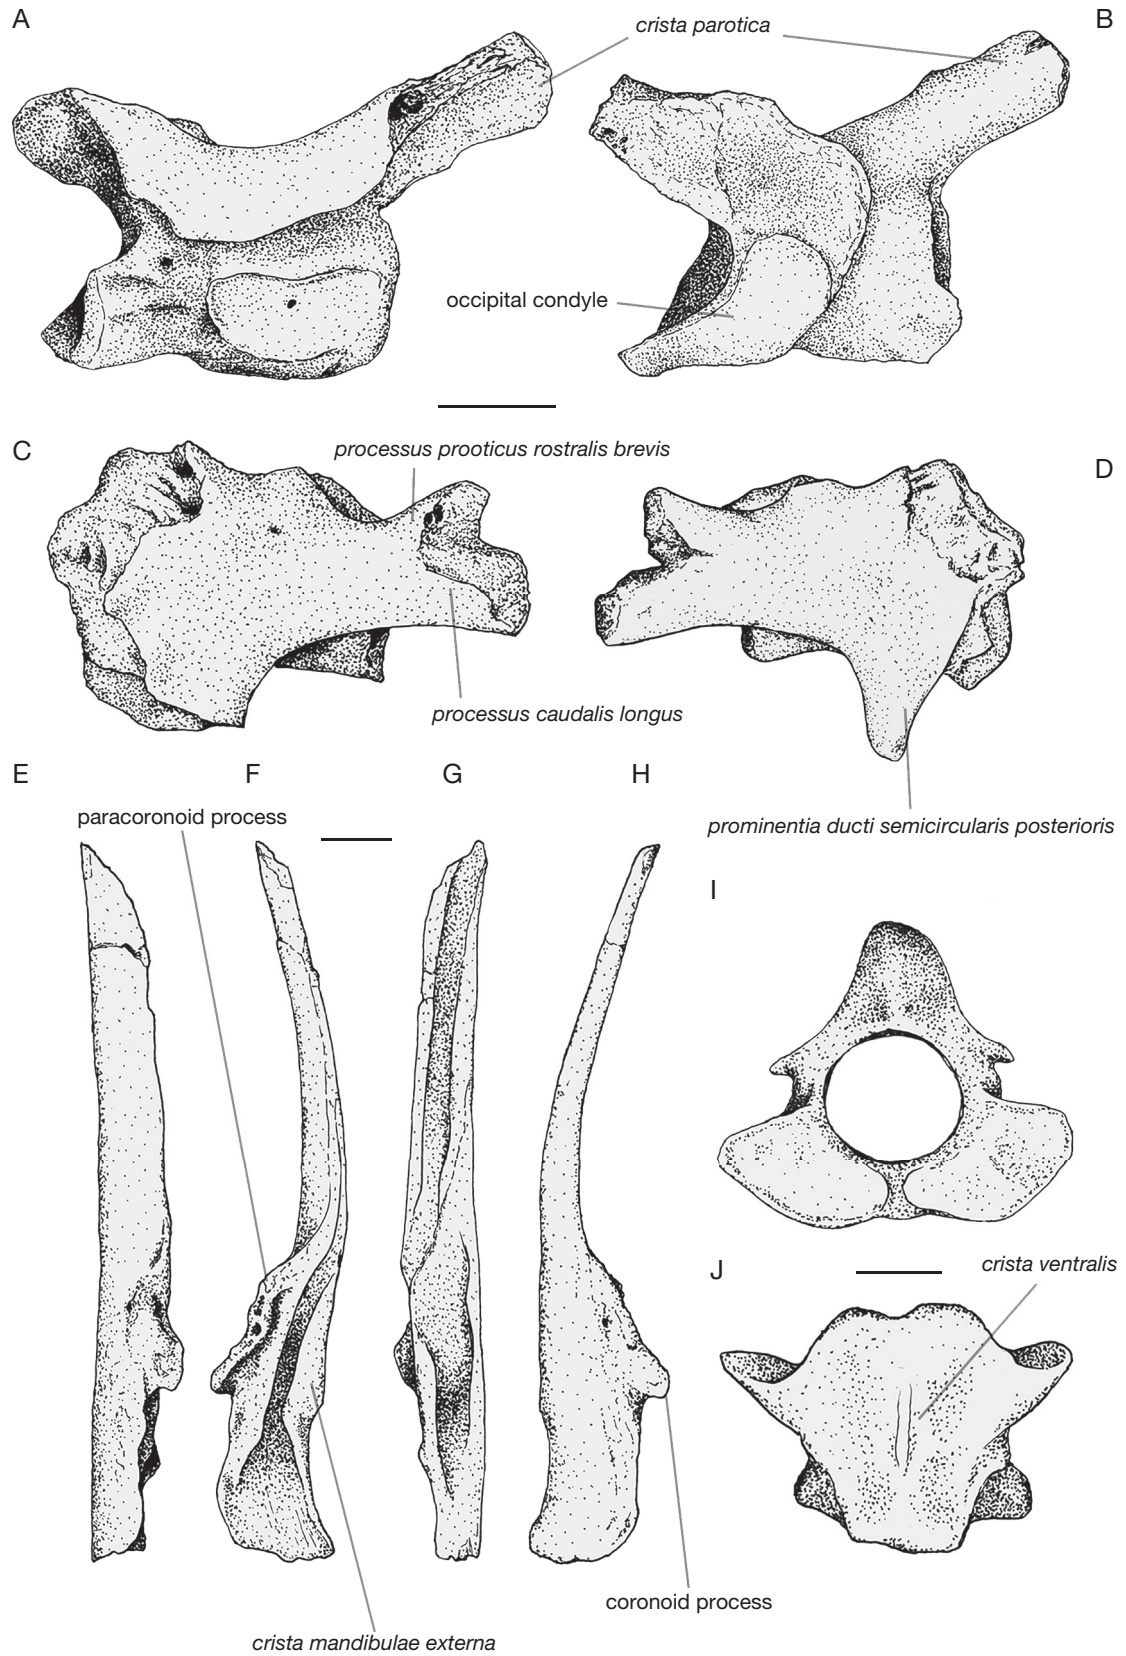 A
crista parotica
B
occipital condyle
C
processus prooticus rostralis brevis
D
processus caudalis longus
E
F
G
H
paracoronoid process
prominentia ducti semicircularis posterioris
I
J
crista ventralis
coronoid process
crista mandibulae externa